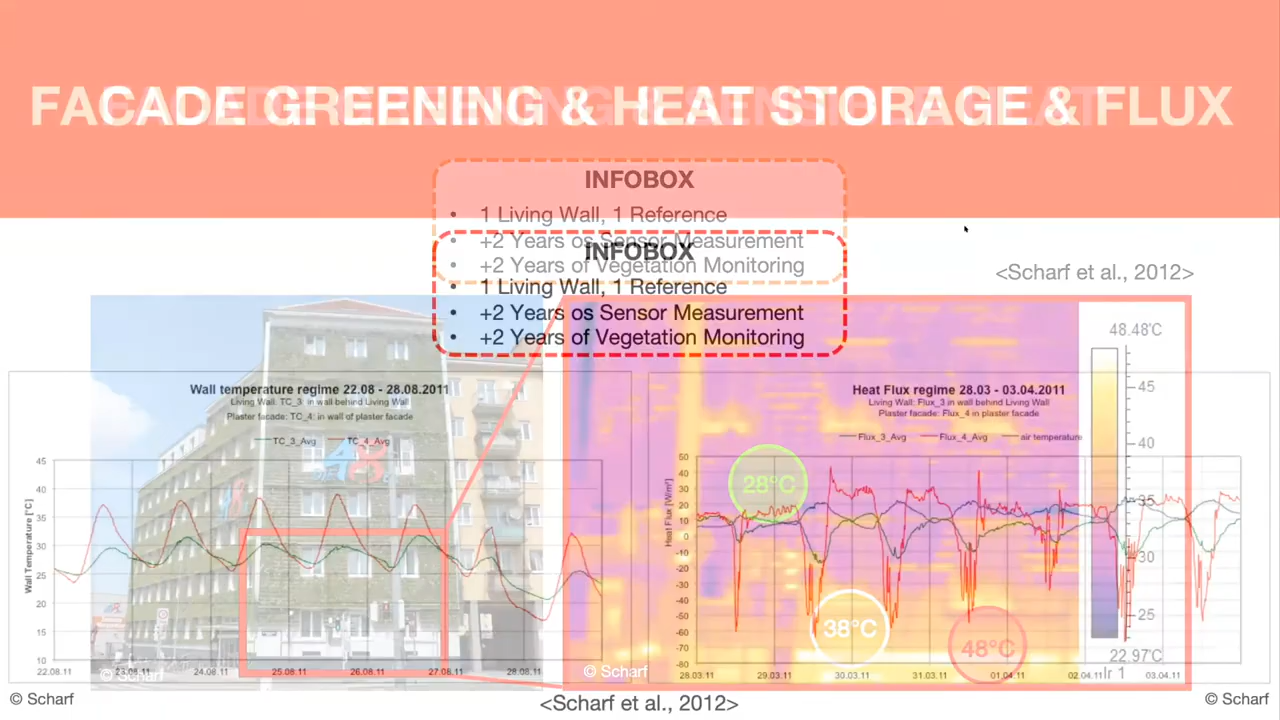 FACADE GREENING & HEAT STORAGE & FLUX
INFOBOX
• 1 Living Wall, 1 Reference
• +2 Years os Sensor Measurement
• +2 Years of Vegetation Monitoring
INFOBOX
• 1 Living Wall, 1 Reference
• +2 Years os Sensor Measurement
• +2 Years of Vegetation Monitoring
<Scharf et al., 2012>
48.48°C
45
40
35
30
25
22.97°C
Ir 1
28°C
38°C
48°C
Wall temperature regime 22.08 - 28.08.2011
Living Wall: TC_3: in wall behind Living Wall
Plaster facade: TC_4: in wall of plaster facade
TC_3_Avg TC_4_Avg
Wall Temperature [°C]
45
40
35
30
25
20
15
10
22.08.11 23.08.11 24.08.11 25.08.11 26.08.11 27.08.11 28.08.11
Heat Flux regime 28.03 - 03.04.2011
Living Wall: Flux_3 in wall behind Living Wall
Plaster facade: Flux_4 in plaster facade
Flux_3_Avg Flux_4_Avg air temperature
Heat Flux [W/m²]
50
40
30
20
10
0
-10
-20
-30
-40
-50
-60
-70
-80
28.03.11 29.03.11 30.03.11 31.03.11 01.04.11 02.04.11 03.04.11
© Scharf
© Scharf
© Scharf
<Scharf et al., 2012>
© Scharf